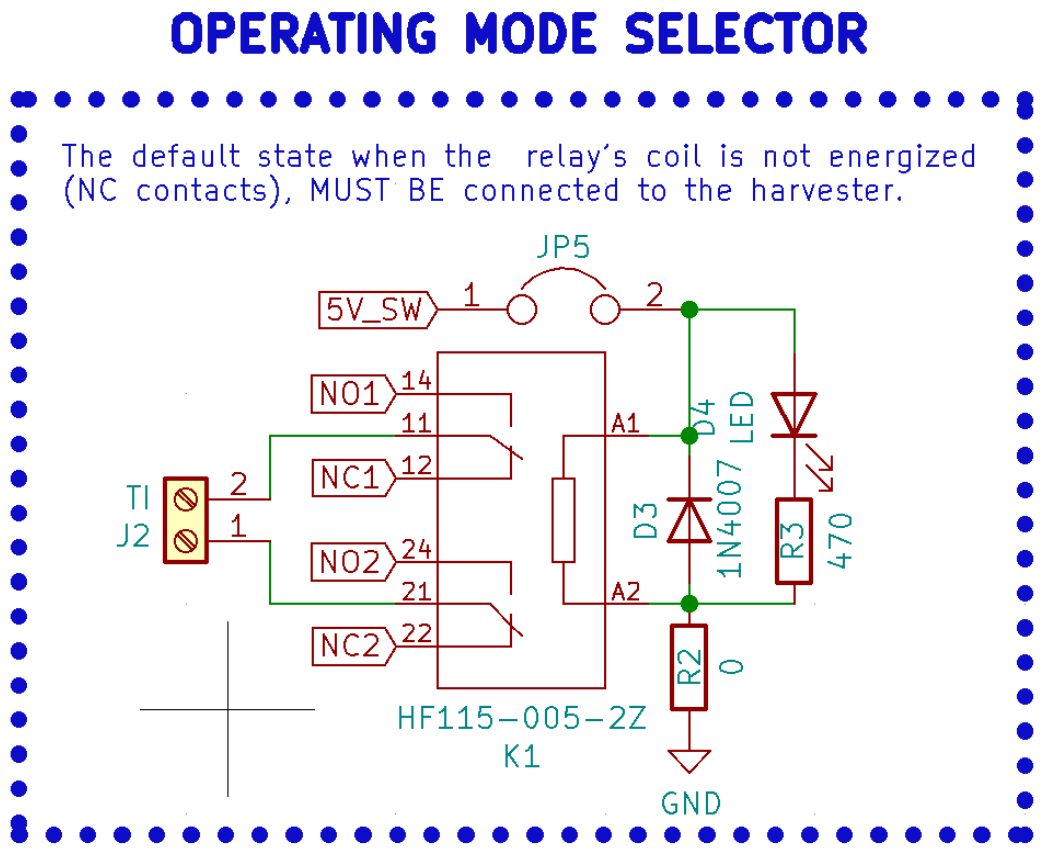 OPERATING MODE SELECTOR
The default state when the relay's coil is not energized
(NC contacts), MUST BE connected to the harvester.
JP5
5V_SW 1 2
NO1 14
11 A1
NC1 12
D4
LED
TI 2
J2 1
D3
1N4007
R3
470
NO2 24
21 A2
NC2 22
R2
0
HF115-005-2Z
K1
GND